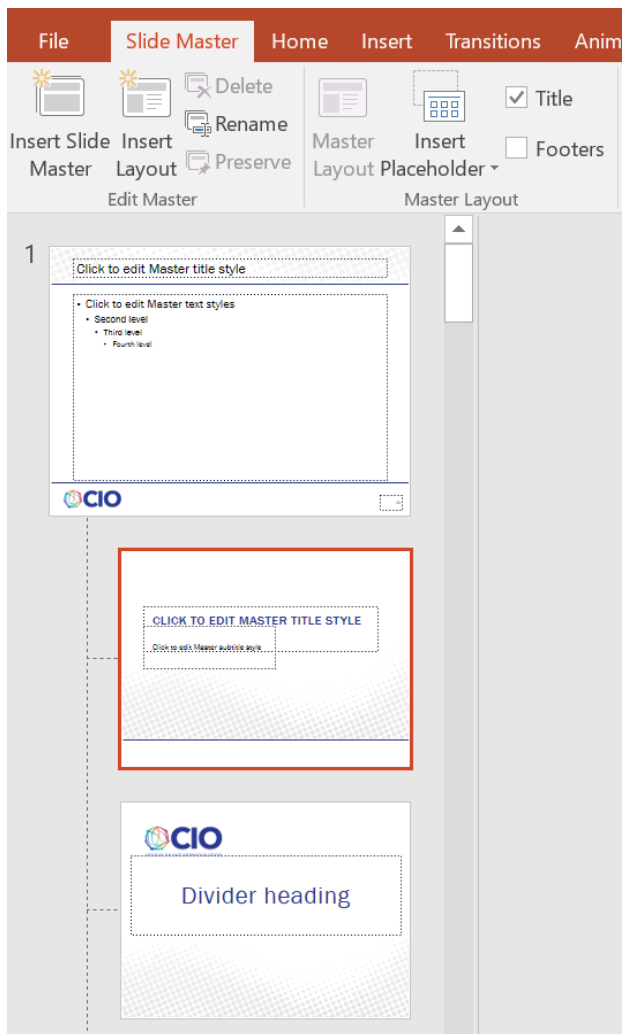 File Slide Master Home Insert Transitions Anim
Delete
Rename
Preserve
Insert Slide Master
Insert Layout
Master Layout
Insert Placeholder
Title
Footers
Edit Master
Master Layout
1
Click to edit Master title style
• Click to edit Master text styles
• Second level
• Third level
• Fourth level
CIO
CLICK TO EDIT MASTER TITLE STYLE
Click to edit Master subtitle style
CIO
Divider heading